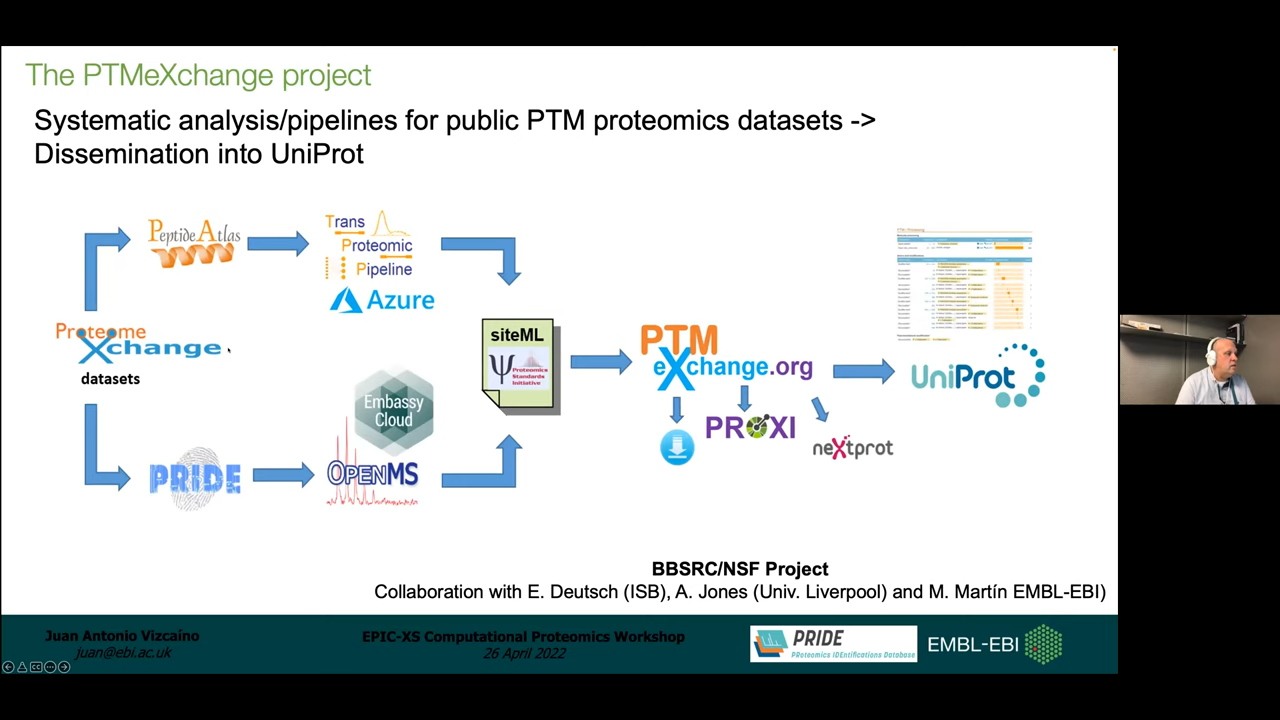 The PTMeXchange project
Systematic analysis/pipelines for public PTM proteomics datasets ->
Dissemination into UniProt
PeptideAtlas
Trans
Proteomic
Pipeline
Azure
Proteome
Xchange
datasets
siteML
Proteomics
Standards
Initiative
PTM
eXchange.org
UniProt
Embassy
Cloud
PROXI
neXtprot
PRIDE
OPENMS
BBSRC/NSF Project
Collaboration with E. Deutsch (ISB), A. Jones (Univ. Liverpool) and M. Martín EMBL-EBI)
Juan Antonio Vizcaíno
juan@ebi.ac.uk
EPIC-XS Computational Proteomics Workshop
26 April 2022
PRIDE
PRoteomics IDEntifications Database
EMBL-EBI